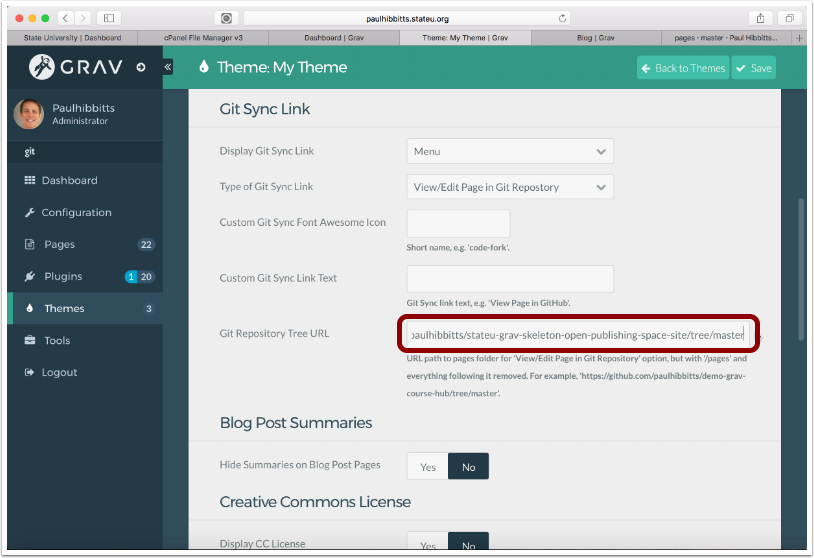 paulhibbitts.stateu.org
State University | Dashboard
cPanel File Manager v3
Dashboard | Grav
Theme: My Theme | Grav
Blog | Grav
pages - master - Paul Hibbitts...
GRAV
Theme: My Theme
Back to Themes
Save
Paulhibbitts
Administrator
git
Dashboard
Configuration
Pages 22
Plugins 1 20
Themes 3
Tools
Logout
Git Sync Link
Display Git Sync Link Menu
Type of Git Sync Link View/Edit Page in Git Repostory
Custom Git Sync Font Awesome Icon
Short name, e.g. 'code-fork'.
Custom Git Sync Link Text
Git Sync link text, e.g. 'View Page in GitHub'.
Git Repository Tree URL paulhibbitts/stateu-grav-skeleton-open-publishing-space-site/tree/master
URL path to pages folder for 'View/Edit Page in Git Repository' option, but with '/pages' and
everything following it removed. For example, 'https://github.com/paulhibbitts/demo-grav-
course-hub/tree/master'.
Blog Post Summaries
Hide Summaries on Blog Post Pages Yes No
Creative Commons License
Display CC License Yes No